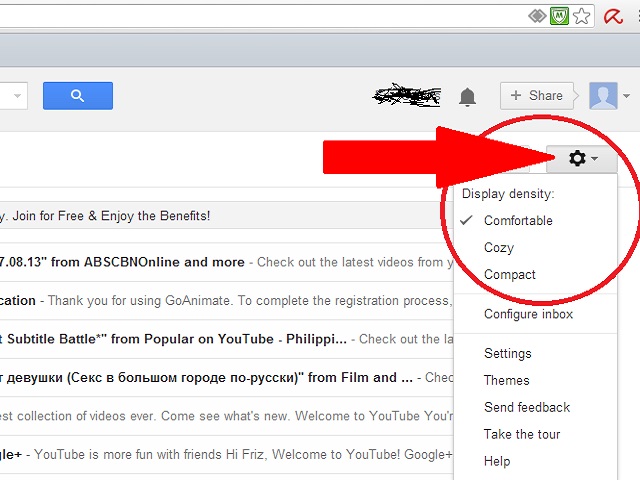 + Share
Display density:
y. Join for Free & Enjoy the Benefits!
Comfortable
Cozy
7.08.13" from ABSCBNOnline and more - Check out the latest videos from y
Compact
cation - Thank you for using GoAnimate. To complete the registration process,
Configure inbox
t Subtitle Battle*" from Popular on YouTube - Philippi... - Check out the la
Settings
т девушки (Секс в большом городе по-русски)" from Film and ... - Chec
Themes
Send feedback
est collection of videos ever. Come see what's new. Welcome to YouTube You'r
Take the tour
gle+ - YouTube is more fun with friends Hi Friz, Welcome to YouTube! Google+
Help